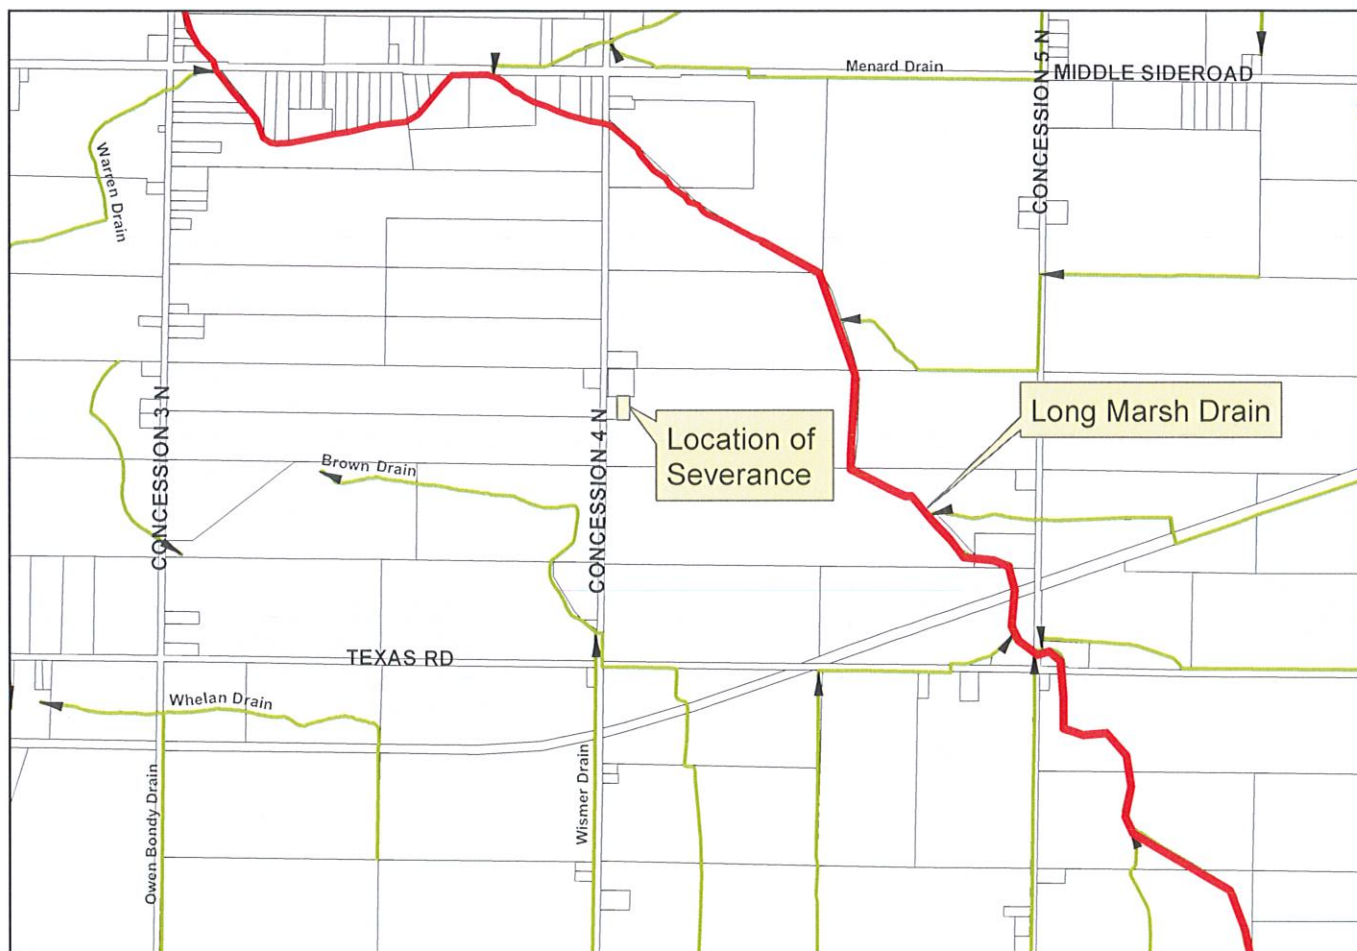 Menard Drain
MIDDLE SIDEROAD
CONCESSION 5 N
Warren Drain
Long Marsh Drain
Location of
Severance
CONCESSION 3 N
CONCESSION 4 N
Brown Drain
TEXAS RD
Whelan Drain
Owen Bondy Drain
Wismer Drain